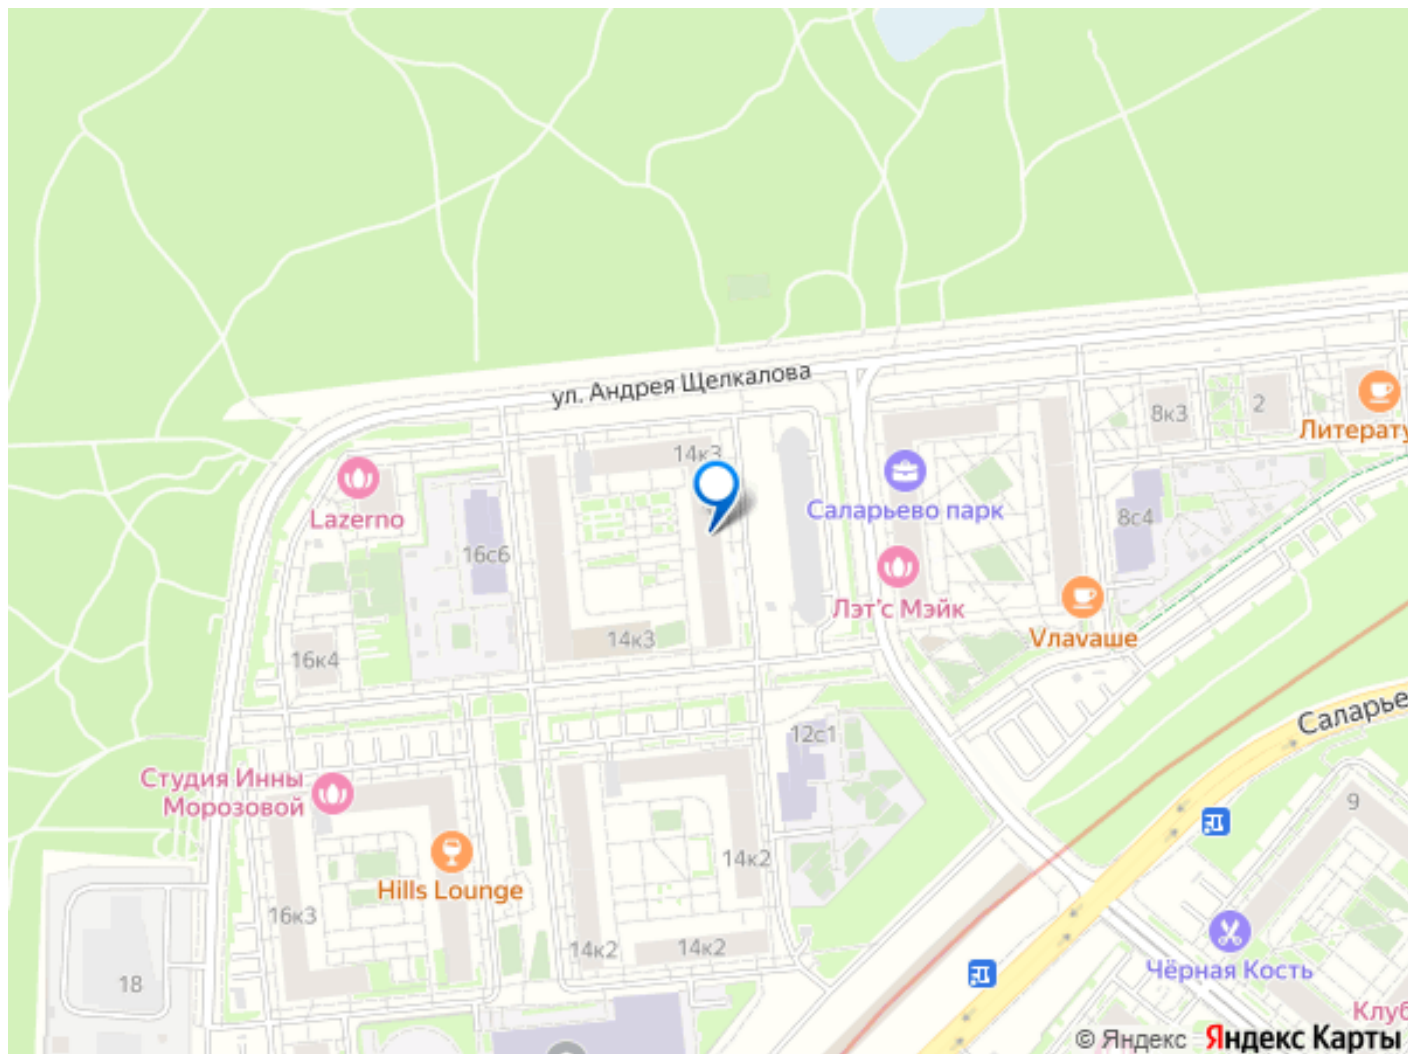 ул. Андрея Щелкалова
8к3
2
Литерату
14к3
Саларьево парк
Lazerno
8с4
16с6
Лэт'с Мэйк
Vлаvаше
14к3
16к4
Саларье
12с1
Студия Инны
Морозовой
9
14к2
Hills Lounge
16к3
14к2
14к2
Чёрная Кость
18
Клуб
© Яндекс Яндекс Карты